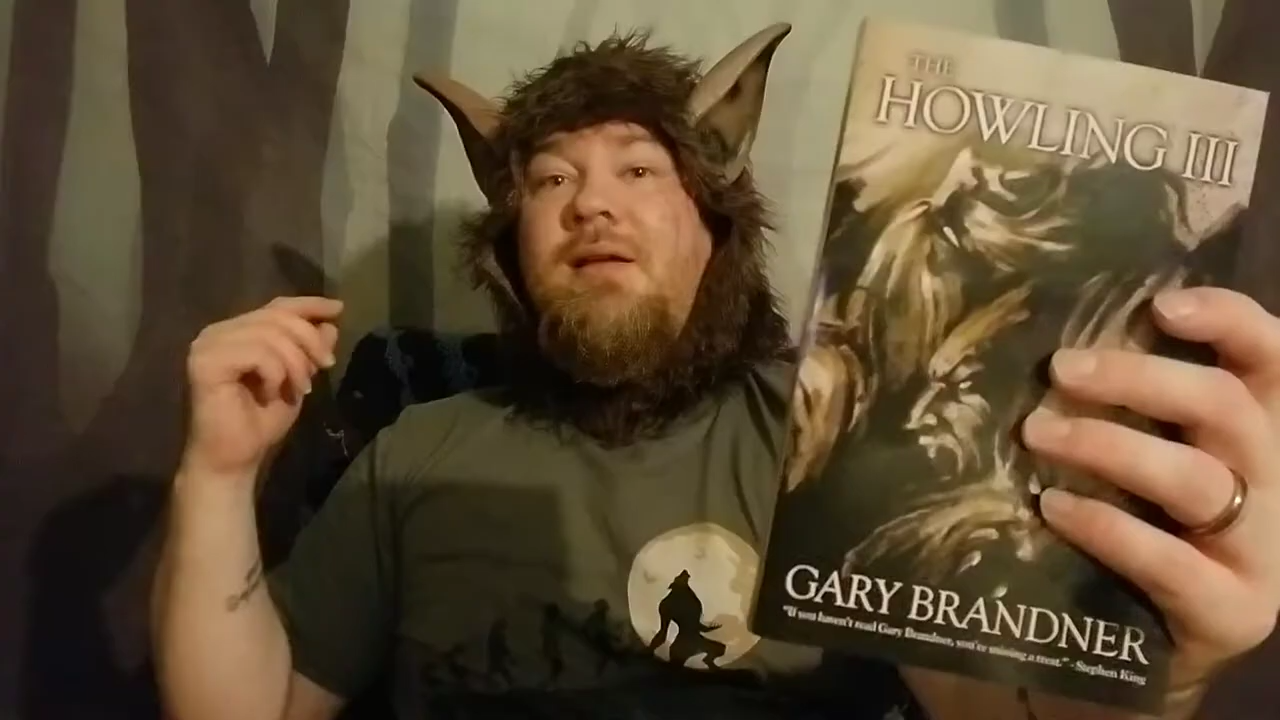 THE
HOWLING III
GARY BRANDNER
"If you haven't read Gary Brandner, you're missing a treat." - Stephen King